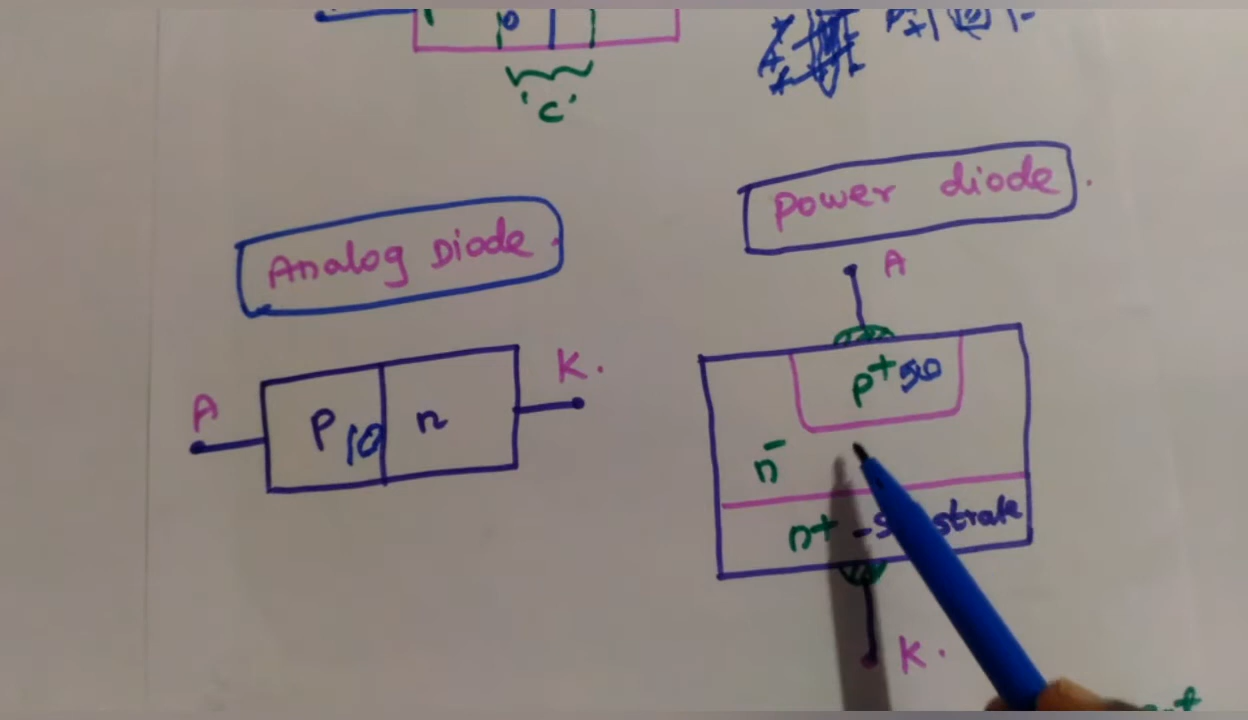 'c'
Power diode.
Analog Diode.
A
P+ 50
K.
A
P 10 n
n-
n+ - strate
K.